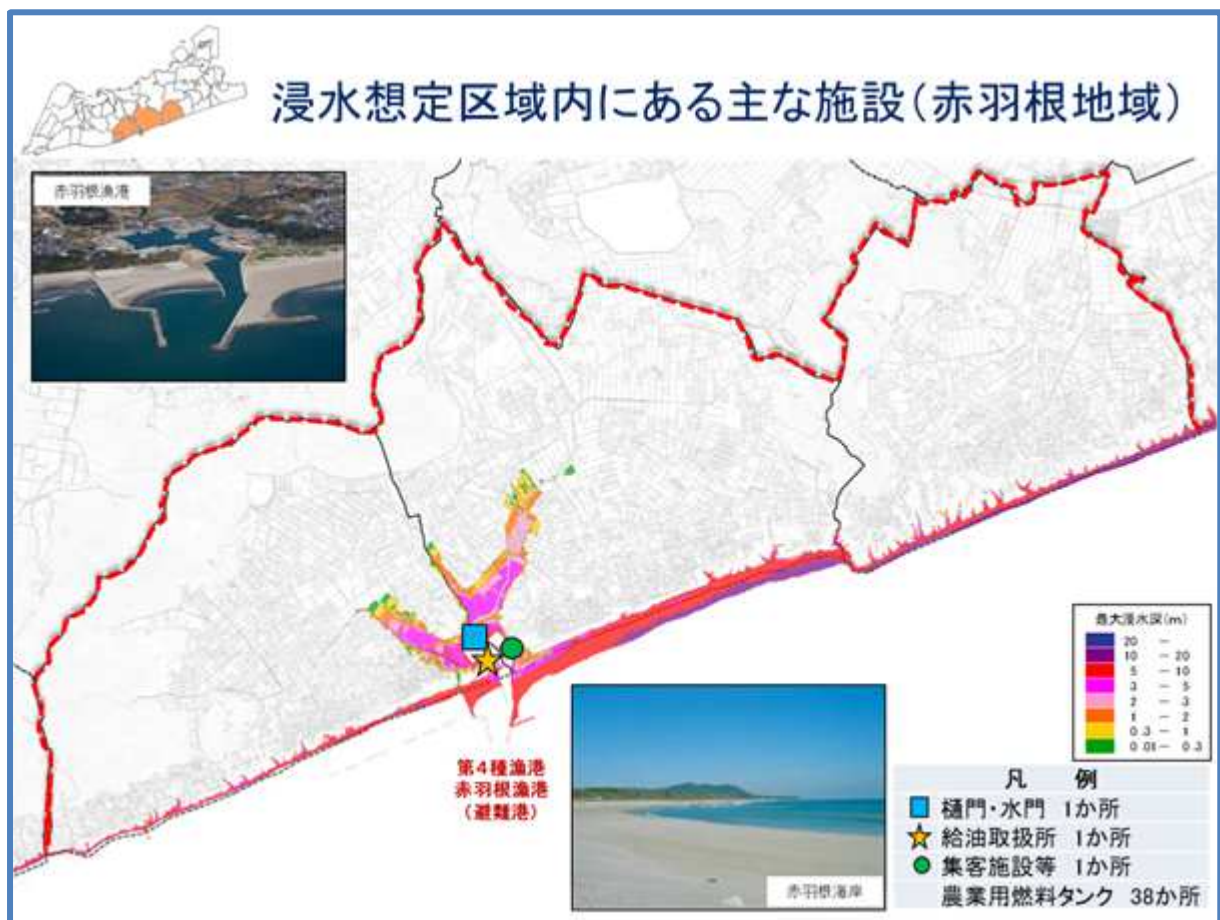 浸水想定区域内にある主な施設(赤羽根地域)
赤羽根漁港
第4種漁港
赤羽根漁港
(避難港)
赤羽根海岸
最大浸水深(m)
20 −
10 − 20
5 − 10
3 − 5
2 − 3
1 − 2
0.3 − 1
0.01− 0.3
凡 例
樋門・水門 1か所
給油取扱所 1か所
集客施設等 1か所
農業用燃料タンク 38か所